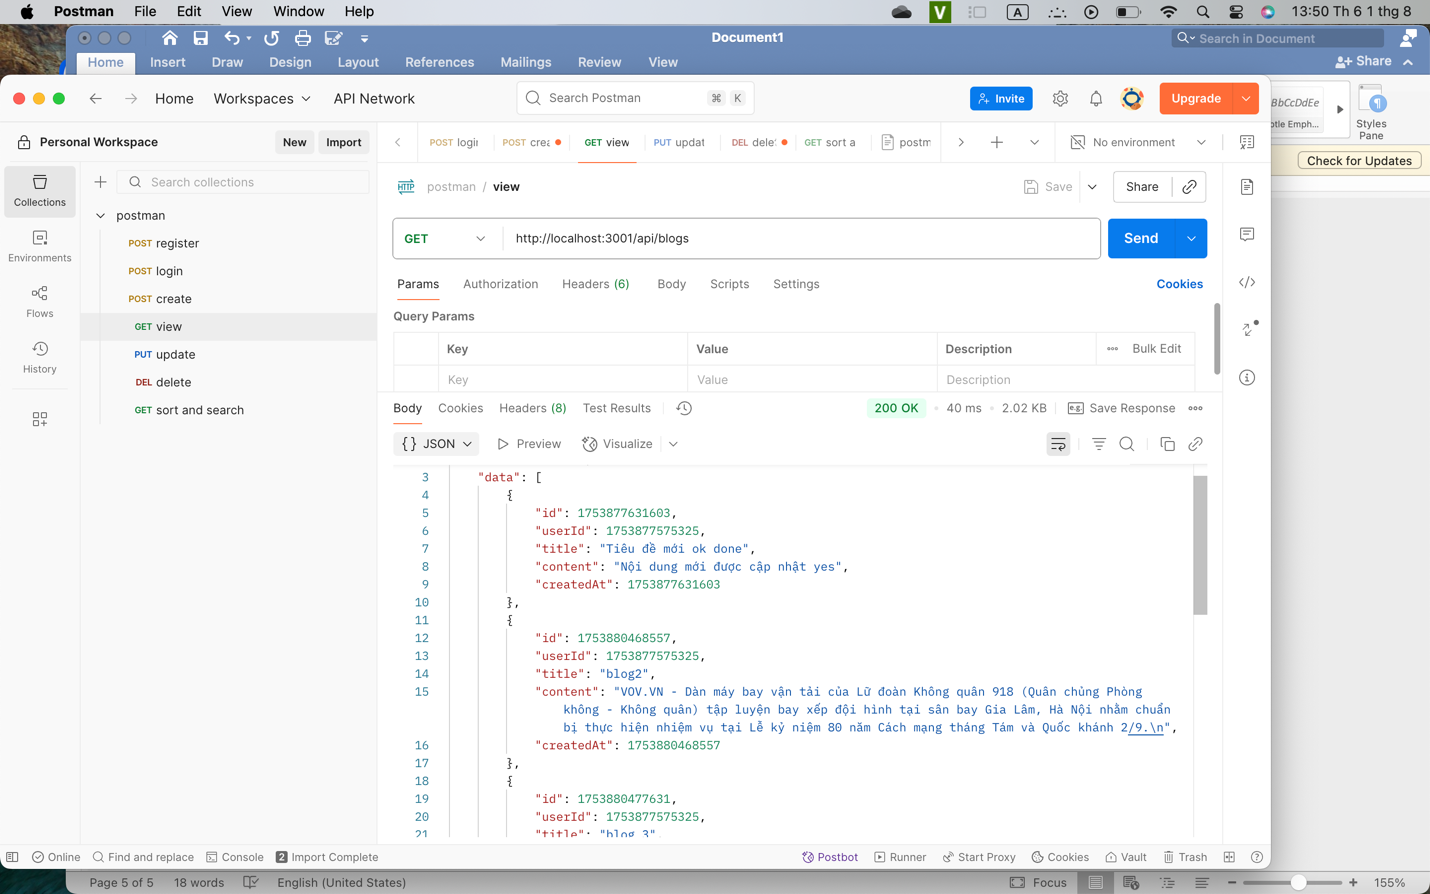 Postman File Edit View Window Help
V A 13:50 Th 6 1 thg 8
Document1
Search in Document
Home Insert Draw Design Layout References Mailings Review View
Share
Home Workspaces API Network
Search Postman ⌘ K
Invite
Upgrade
BbCcDdEe
tle Emph...
Styles
Pane
Personal Workspace
New Import
POST login
POST crea
GET view
PUT updat
DEL dele
GET sort a
postm
No environment
Check for Updates
Collections
Environments
Flows
History
Search collections
postman
POST register
POST login
POST create
GET view
PUT update
DEL delete
GET sort and search
HTTP postman / view
Save
Share
GET http://localhost:3001/api/blogs
Send
Params Authorization Headers (6) Body Scripts Settings
Cookies
Query Params
Key Value Description Bulk Edit
Key Value Description
Body Cookies Headers (8) Test Results
200 OK • 40 ms • 2.02 KB
Save Response
{} JSON Preview Visualize
3 "data": [
4 {
5 "id": 1753877631603,
6 "userId": 1753877575325,
7 "title": "Tiêu đề mới ok done",
8 "content": "Nội dung mới được cập nhật yes",
9 "createdAt": 1753877631603
10 },
11 {
12 "id": 1753880468557,
13 "userId": 1753877575325,
14 "title": "blog2",
15 "content": "VOV.VN - Dàn máy bay vận tải của Lữ đoàn Không quân 918 (Quân chủng Phòng
không - Không quân) tập luyện bay xếp đội hình tại sân bay Gia Lâm, Hà Nội nhằm chuẩn
bị thực hiện nhiệm vụ tại Lễ kỷ niệm 80 năm Cách mạng tháng Tám và Quốc khánh 2/9.\n",
16 "createdAt": 1753880468557
17 },
18 {
19 "id": 1753880477631,
20 "userId": 1753877575325,
21 "title": "blog 3",
Online Find and replace Console 2 Import Complete
Postbot Runner Start Proxy Cookies Vault Trash
Page 5 of 5 18 words English (United States)
Focus
155%